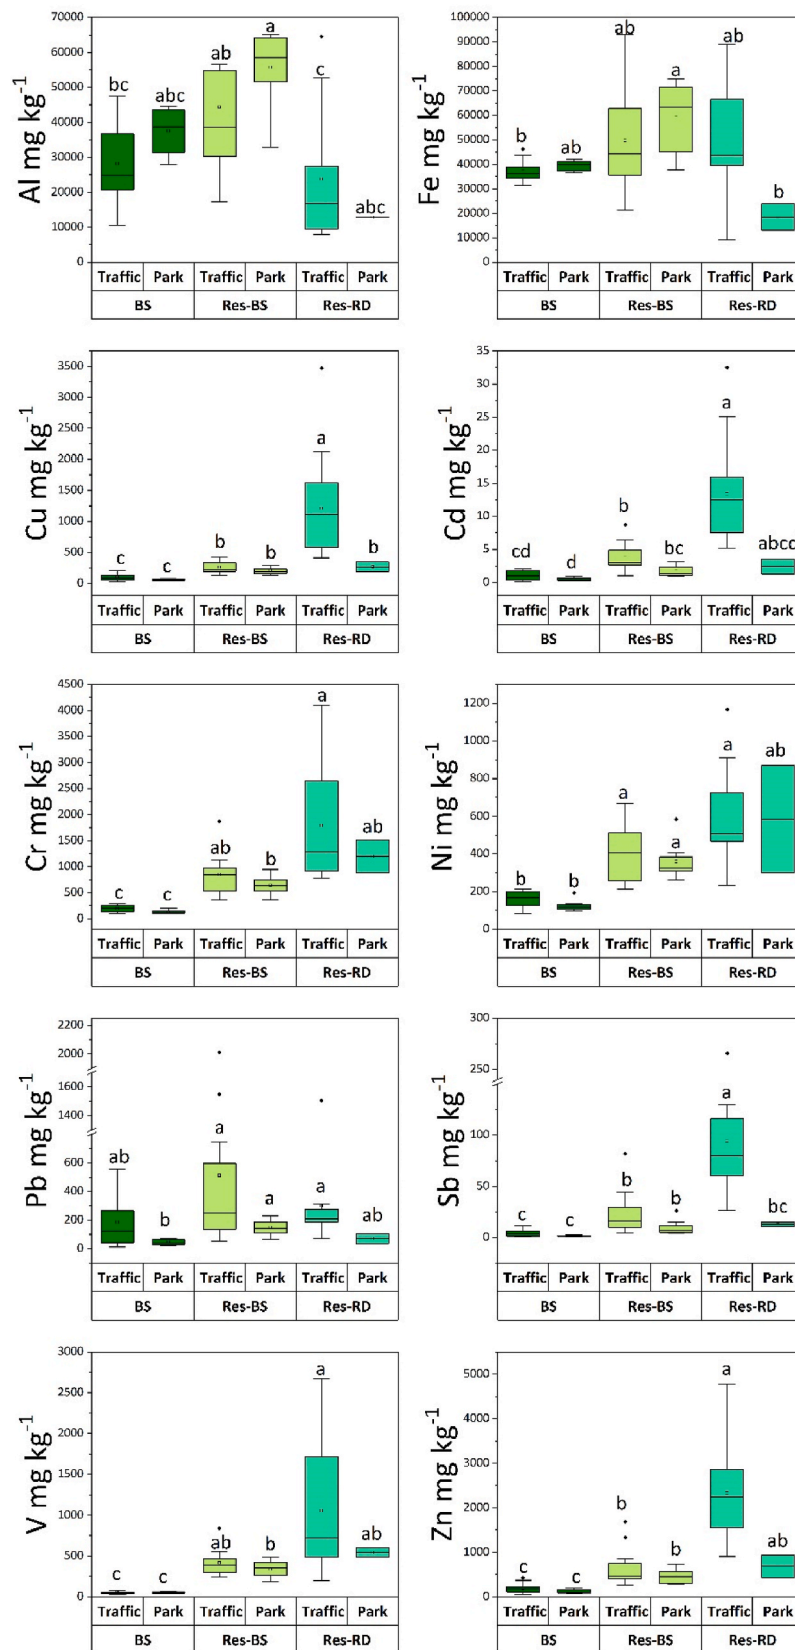 Al mg kg-1
70000
60000
50000
40000
30000
20000
10000
0
bc
abc
ab
a
c
abc
Traffic Park Traffic Park Traffic Park
BS Res-BS Res-RD
Fe mg kg-1
100000
90000
80000
70000
60000
50000
40000
30000
20000
10000
0
b
ab
ab
a
ab
b
Traffic Park Traffic Park Traffic Park
BS Res-BS Res-RD
Cu mg kg-1
3500
3000
2500
2000
1500
1000
500
0
c
c
b
b
a
b
Traffic Park Traffic Park Traffic Park
BS Res-BS Res-RD
Cd mg kg-1
35
30
25
20
15
10
5
0
cd
d
b
bc
a
abcd
Traffic Park Traffic Park Traffic Park
BS Res-BS Res-RD
Cr mg kg-1
4500
4000
3500
3000
2500
2000
1500
1000
500
0
c
c
ab
b
a
ab
Traffic Park Traffic Park Traffic Park
BS Res-BS Res-RD
Ni mg kg-1
1200
1000
800
600
400
200
0
b
b
a
a
a
ab
Traffic Park Traffic Park Traffic Park
BS Res-BS Res-RD
Pb mg kg-1
2200
2000
1600
1400
600
400
200
0
ab
b
a
a
a
ab
Traffic Park Traffic Park Traffic Park
BS Res-BS Res-RD
Sb mg kg-1
300
250
100
50
0
c
c
b
b
a
bc
Traffic Park Traffic Park Traffic Park
BS Res-BS Res-RD
V mg kg-1
3000
2500
2000
1500
1000
500
0
c
c
ab
b
a
ab
Traffic Park Traffic Park Traffic Park
BS Res-BS Res-RD
Zn mg kg-1
5000
4000
3000
2000
1000
0
c
c
b
b
a
ab
Traffic Park Traffic Park Traffic Park
BS Res-BS Res-RD